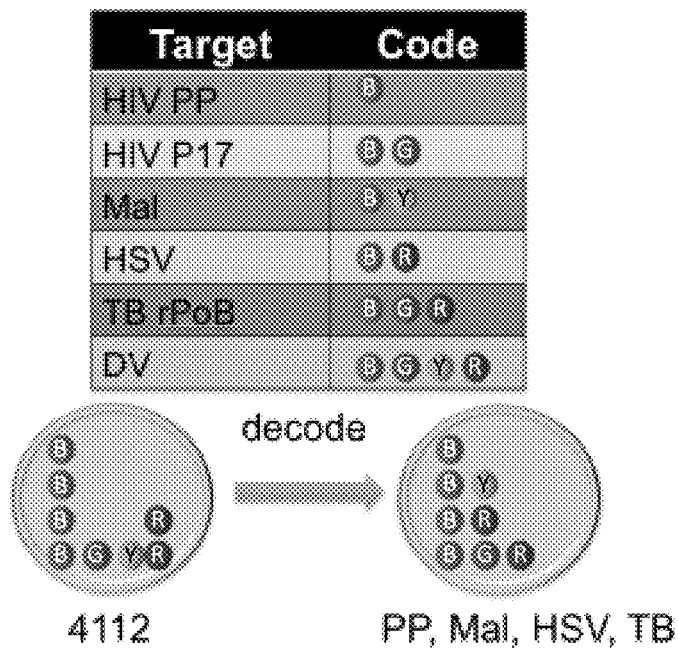 Target Code
HIV PP B
HIV P17 B G
Mal B Y
HSV B R
TB rPoB B G R
DV B G Y R
decode
B
B
B R
B G Y R
B
B Y
B R
B G R
4112
PP, Mal, HSV, TB